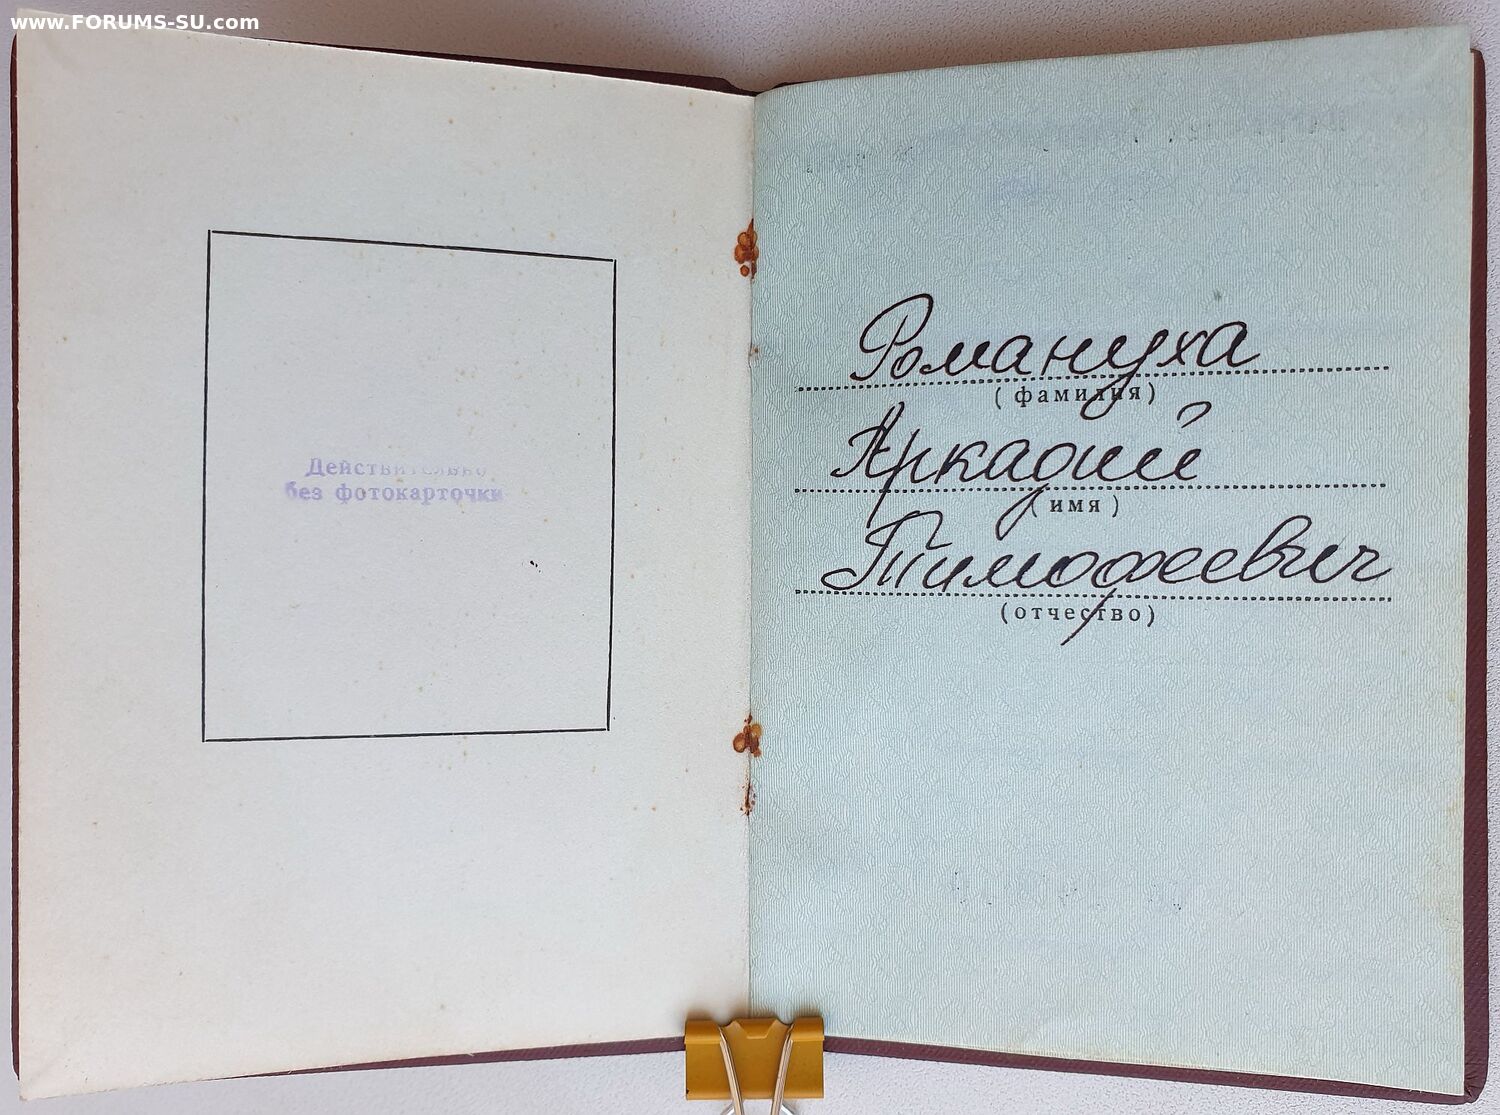 www.FORUMS-SU.com
Действительно
без фотокарточки
Романуха
(фамилия)
Аркадий
(имя)
Тимофеевич
(отчество)